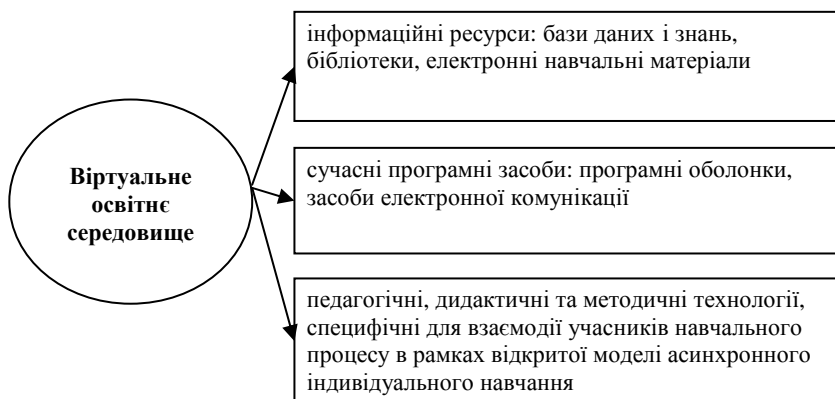 інформаційні ресурси: бази даних і знань,
бібліотеки, електронні навчальні матеріали
Віртуальне
освітнє
середовище
сучасні програмні засоби: програмні оболонки,
засоби електронної комунікації
педагогічні, дидактичні та методичні технології,
специфічні для взаємодії учасників навчального
процесу в рамках відкритої моделі асинхронного
індивідуального навчання